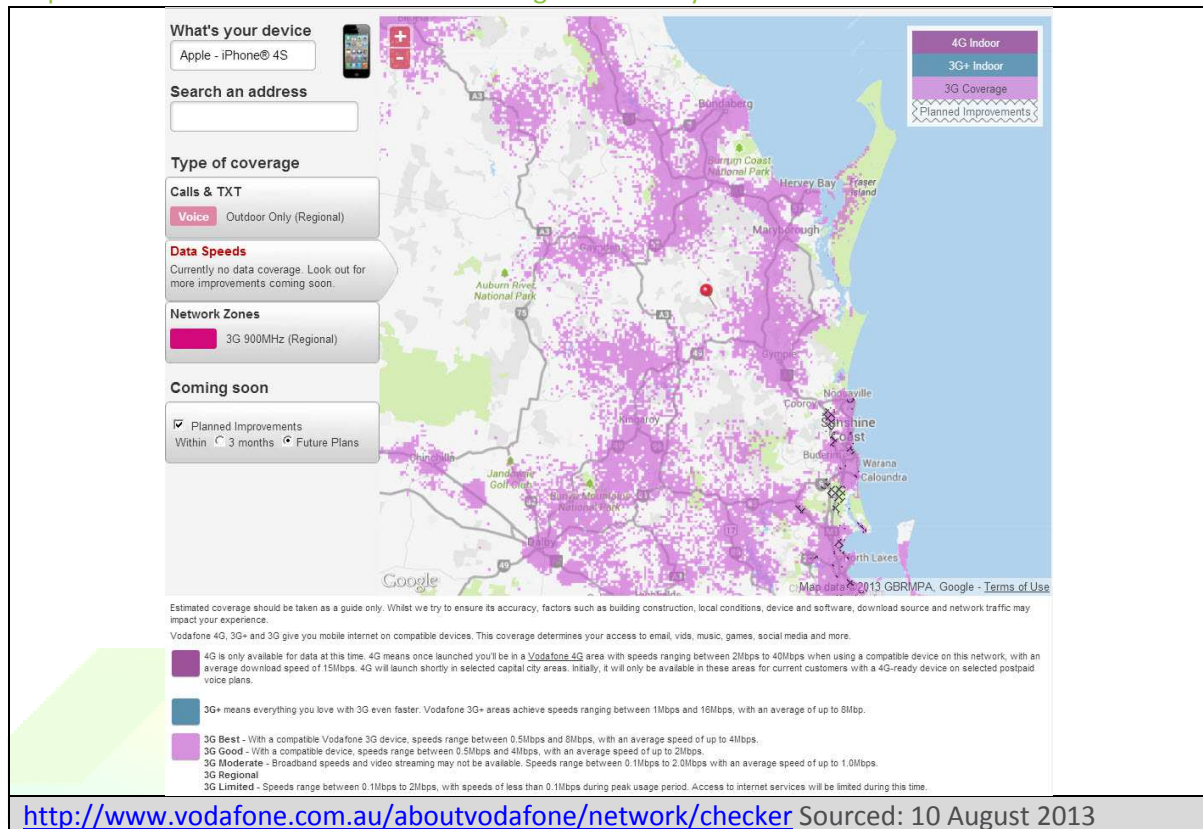 What's your device
Apple - iPhone® 4S
Search an address
Type of coverage
Calls & TXT
Voice Outdoor Only (Regional)
Data Speeds
Currently no data coverage. Look out for
more improvements coming soon.
Network Zones
3G 900MHz (Regional)
Coming soon
Planned Improvements
Within 3 months Future Plans
4G Indoor
3G+ Indoor
3G Coverage
Planned Improvements
A3
Bundaberg
Burrum Coast
National Park
Hervey Bay
Fraser
Island
Maryborough
A3
Gayndah
Auburn River
National Park
75
A3
49
Gympie
Noosaville
Cooroy
Sunshine
Coast
Kingaroy
Buderim
Warana
Caloundra
Chinchilla
Jandowae
Golf Club
Bunya Mountains
National Park
17
Dalby
49
A3
North Lakes
Google
Map data ©2013 GBRMPA, Google - Terms of Use
Estimated coverage should be taken as a guide only. Whilst we try to ensure its accuracy, factors such as building construction, local conditions, device and software, download source and network traffic may
impact your experience.
Vodafone 4G, 3G+ and 3G give you mobile internet on compatible devices. This coverage determines your access to email, vids, music, games, social media and more.
4G is only available for data at this time. 4G means once launched you'll be in a Vodafone 4G area with speeds ranging between 2Mbps to 40Mbps when using a compatible device on this network, with an
average download speed of 15Mbps. 4G will launch shortly in selected capital city areas. Initially, it will only be available in these areas for current customers with a 4G-ready device on selected postpaid
voice plans.
3G+ means everything you love with 3G even faster. Vodafone 3G+ areas achieve speeds ranging between 1Mbps and 16Mbps, with an average of up to 8Mbp.
3G Best - With a compatible Vodafone 3G device, speeds range between 0.5Mbps and 8Mbps, with an average speed of up to 4Mbps.
3G Good - With a compatible device, speeds range between 0.5Mbps and 4Mbps, with an average speed of up to 2Mbps.
3G Moderate - Broadband speeds and video streaming may not be available. Speeds range between 0.1Mbps to 2.0Mbps with an average speed of up to 1.0Mbps.
3G Regional
3G Limited - Speeds range between 0.1Mbps to 2Mbps, with speeds of less than 0.1Mbps during peak usage period. Access to internet services will be limited during this time.
http://www.vodafone.com.au/aboutvodafone/network/checker Sourced: 10 August 2013